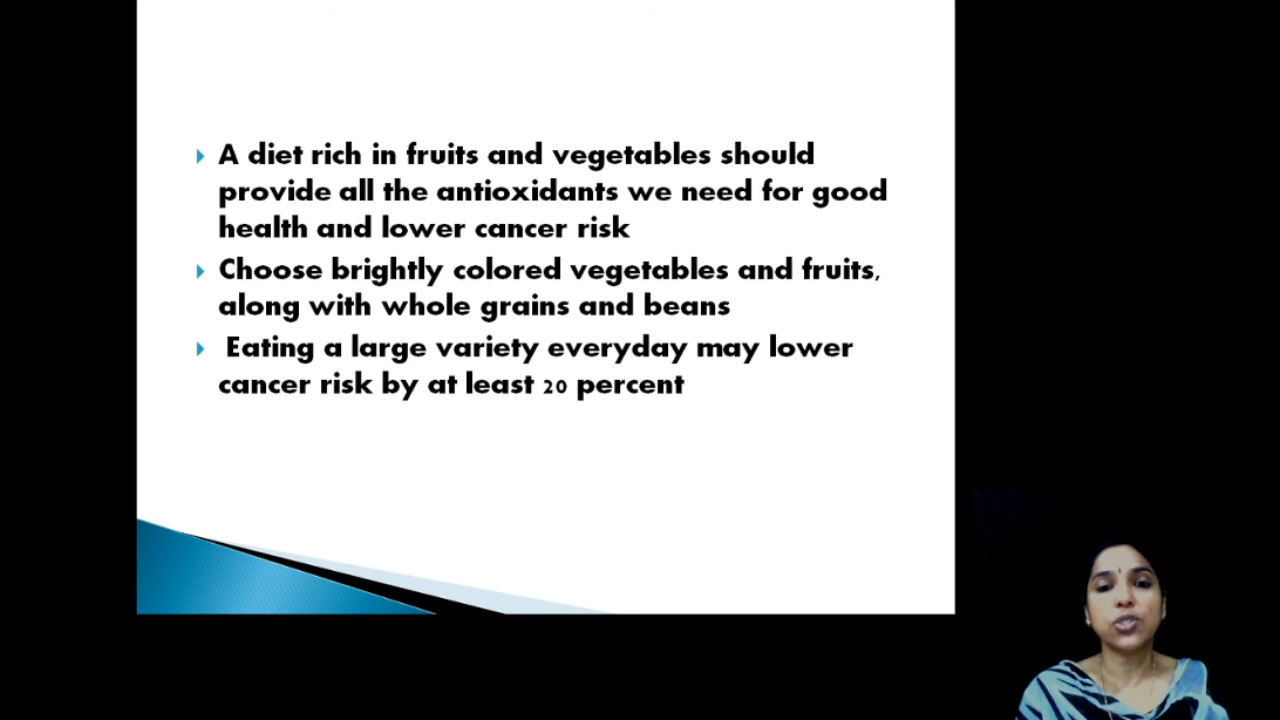 A diet rich in fruits and vegetables should
provide all the antioxidants we need for good
health and lower cancer risk
Choose brightly colored vegetables and fruits,
along with whole grains and beans
Eating a large variety everyday may lower
cancer risk by at least 20 percent